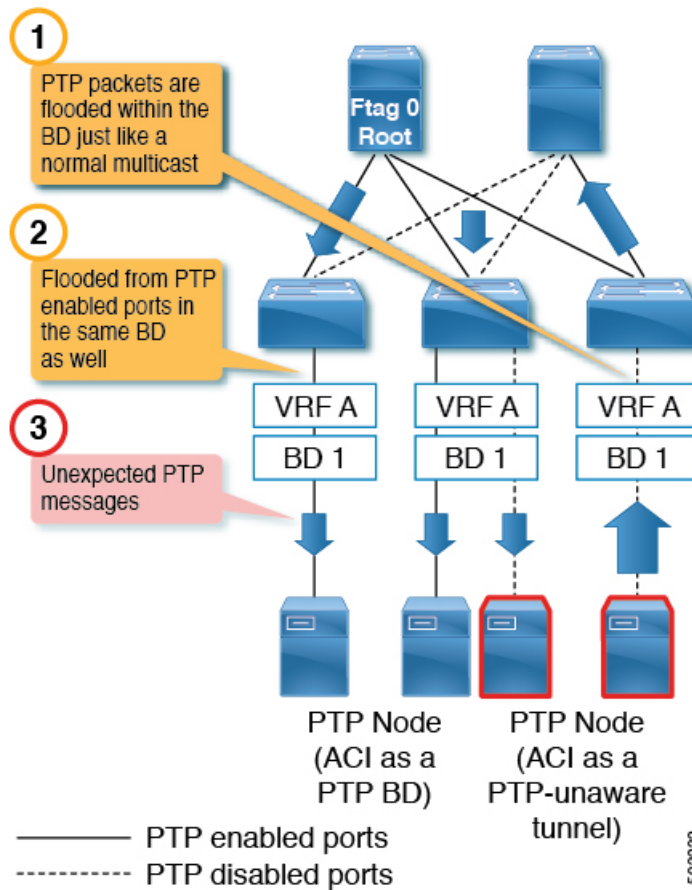 1
PTP packets are
flooded within the
BD just like a
normal multicast
Ftag 0
Root
2
Flooded from PTP
enabled ports in
the same BD
as well
3
Unexpected PTP
messages
VRF A
BD 1
VRF A
BD 1
VRF A
BD 1
PTP Node
(ACI as a
PTP BD)
PTP Node
(ACI as a
PTP-unaware
tunnel)
PTP enabled ports
PTP disabled ports